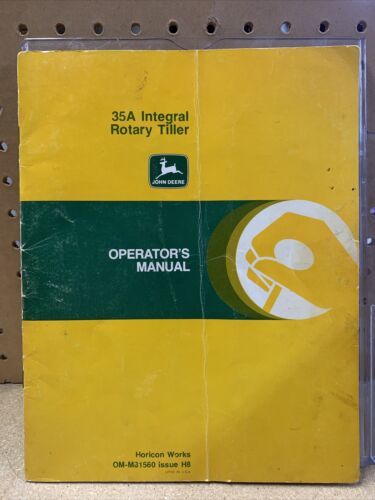 35A Integral
Rotary Tiller
JOHN DEERE
OPERATOR'S
MANUAL
Horicon Works
OM-M31560 issue H8